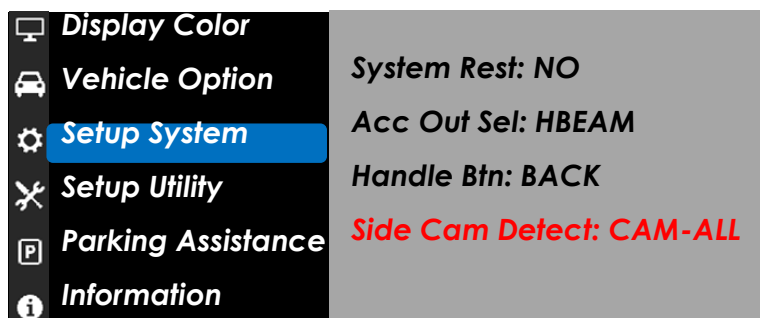 Display Color
Vehicle Option
Setup System
Setup Utility
Parking Assistance
Information
System Rest: NO
Acc Out Sel: HBEAM
Handle Btn: BACK
Side Cam Detect: CAM-ALL